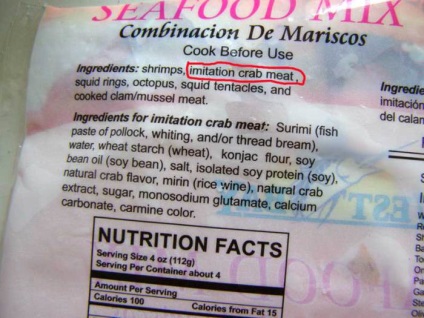 SEAFOOD MIX
Combinacion De Mariscos
Cook Before Use
Ingredients: shrimps, imitation crab meat,
squid rings, octopus, squid tentacles, and
cooked clam/mussel meat.
Ingredients for imitation crab meat: Surimi (fish
paste of pollock, whiting, and/or thread bream),
water, wheat starch (wheat), konjac flour, soy
bean oil (soy bean), salt, isolated soy protein (soy),
natural crab flavor, mirin (rice wine), natural crab
extract, sugar, monosodium glutamate, calcium
carbonate, carmine color.
NUTRITION FACTS
Serving Size 4 oz (112g)
Serving Per Container about 4
Amount Per Serving
Calories 100 Calories from Fat 15
Ingredie
imitación
del calan